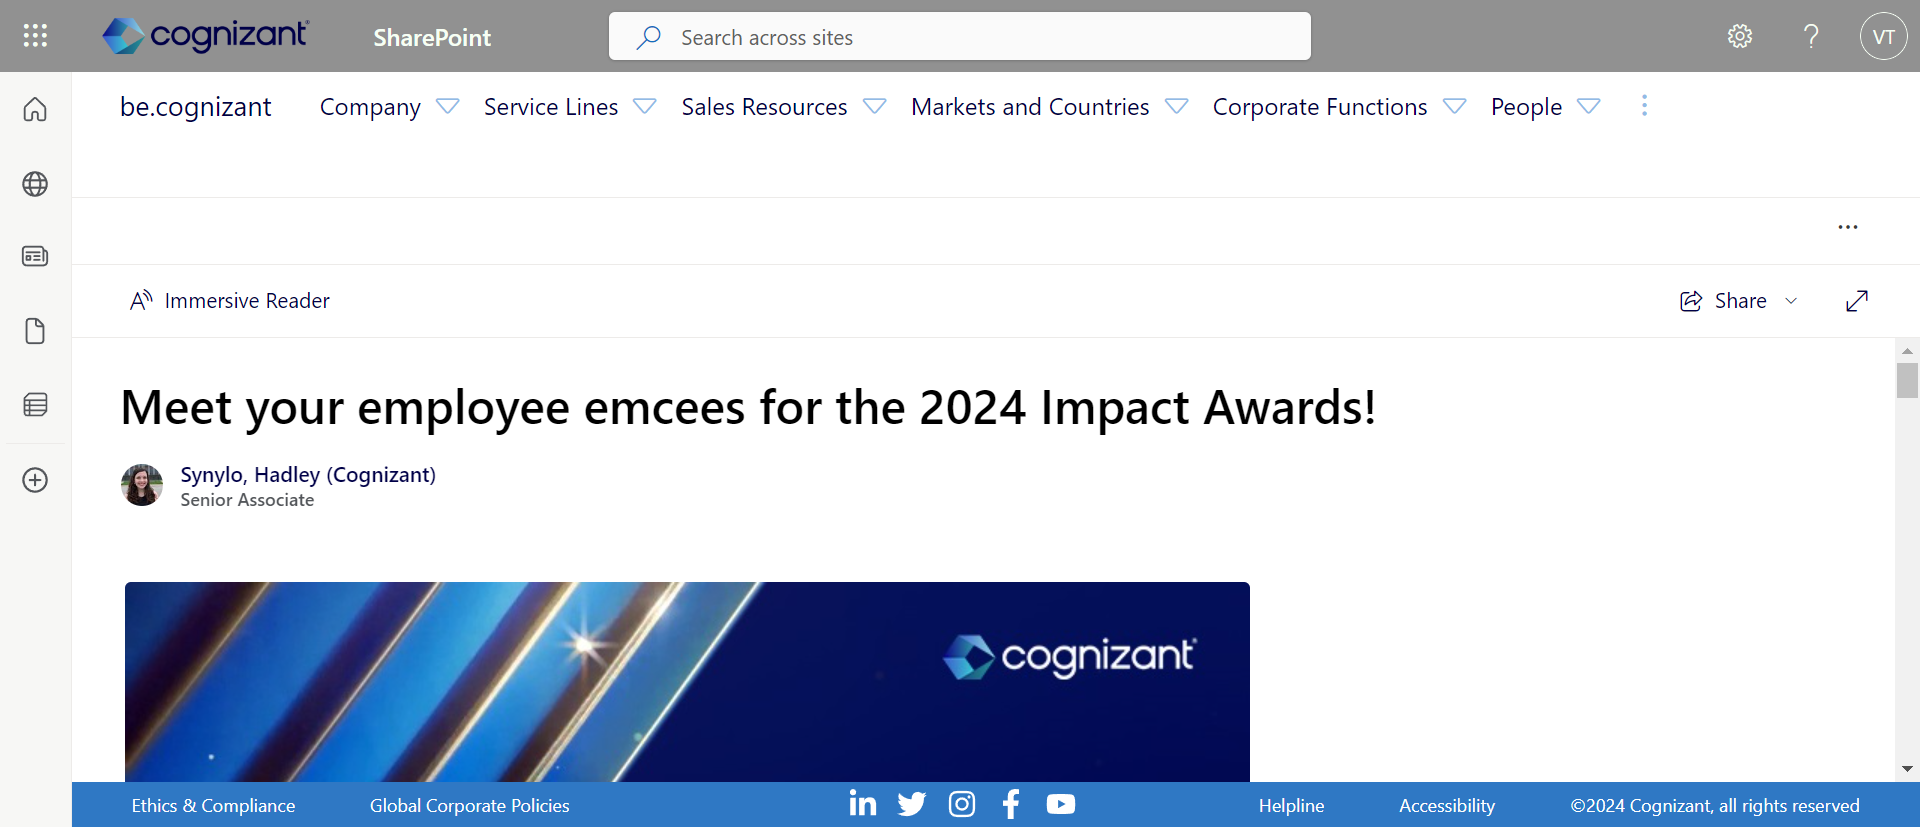 cognizant
SharePoint
Search across sites
VT
be.cognizant
Company
Service Lines
Sales Resources
Markets and Countries
Corporate Functions
People
Immersive Reader
Share
Meet your employee emcees for the 2024 Impact Awards!
Synylo, Hadley (Cognizant)
Senior Associate
cognizant
Ethics & Compliance
Global Corporate Policies
Helpline
Accessibility
©2024 Cognizant, all rights reserved